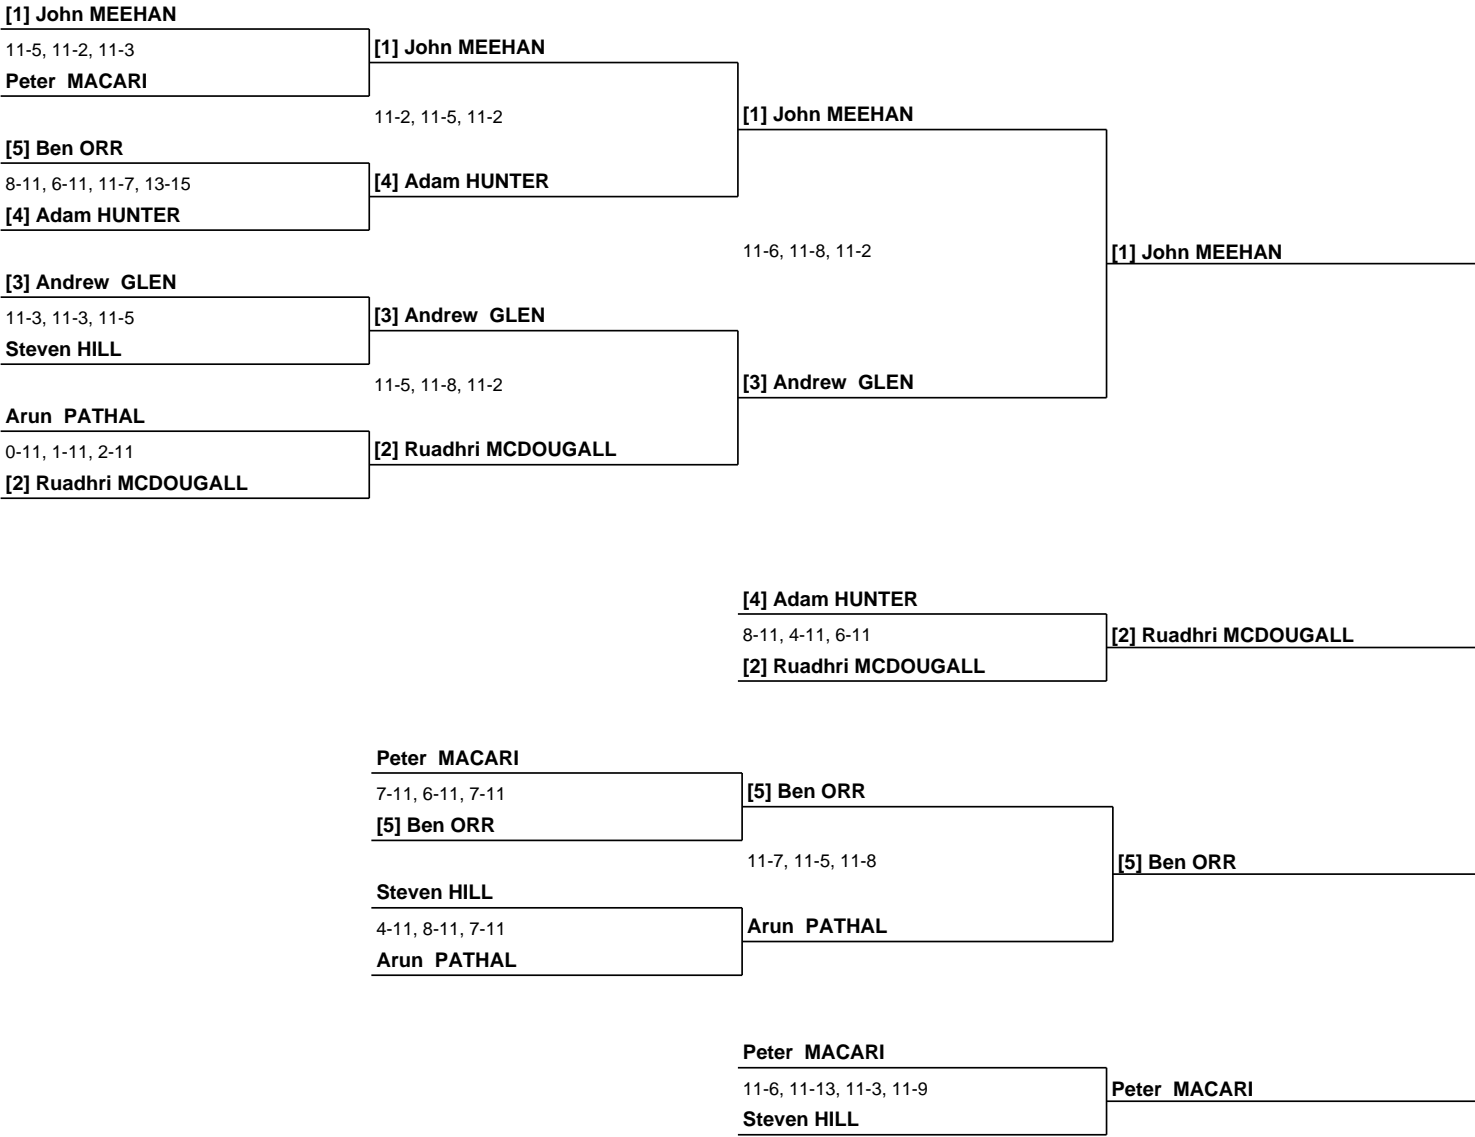 [1] John MEEHAN
11-5, 11-2, 11-3
[1] John MEEHAN
Peter MACARI
11-2, 11-5, 11-2
[1] John MEEHAN
[5] Ben ORR
8-11, 6-11, 11-7, 13-15
[4] Adam HUNTER
[4] Adam HUNTER
11-6, 11-8, 11-2
[1] John MEEHAN
[3] Andrew GLEN
11-3, 11-3, 11-5
[3] Andrew GLEN
Steven HILL
11-5, 11-8, 11-2
[3] Andrew GLEN
Arun PATHAL
0-11, 1-11, 2-11
[2] Ruadhri MCDOUGALL
[2] Ruadhri MCDOUGALL
[4] Adam HUNTER
8-11, 4-11, 6-11
[2] Ruadhri MCDOUGALL
[2] Ruadhri MCDOUGALL
Peter MACARI
7-11, 6-11, 7-11
[5] Ben ORR
[5] Ben ORR
11-7, 11-5, 11-8
[5] Ben ORR
Steven HILL
4-11, 8-11, 7-11
Arun PATHAL
Arun PATHAL
Peter MACARI
11-6, 11-13, 11-3, 11-9
Peter MACARI
Steven HILL